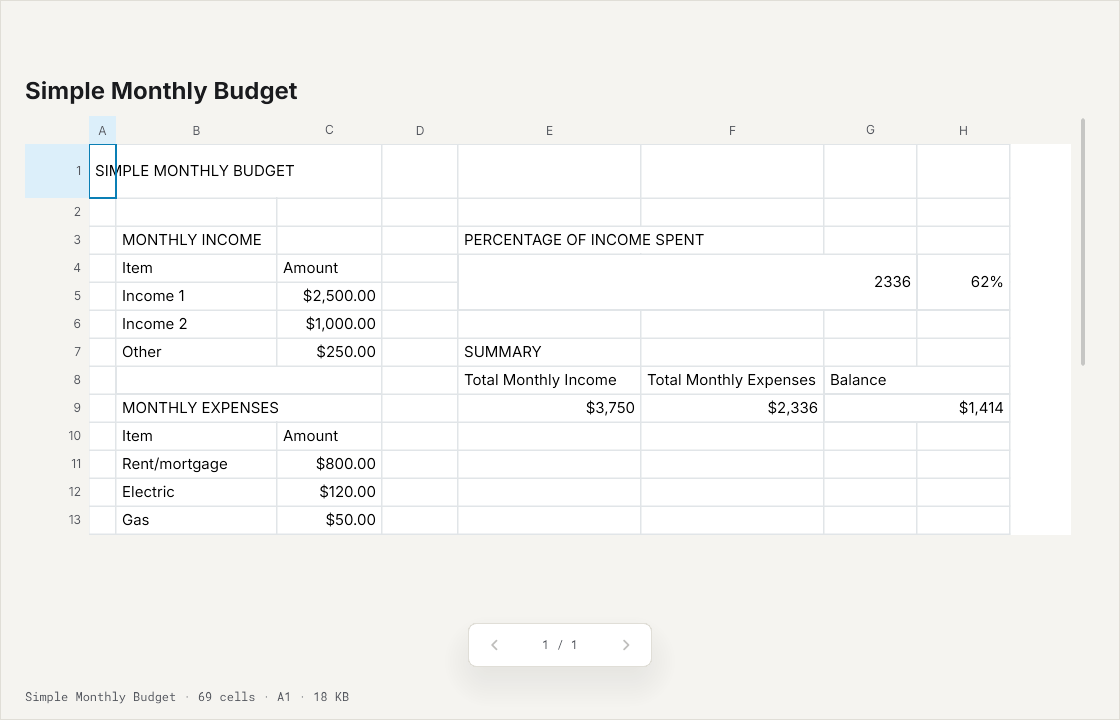 Simple Monthly Budget
A B C D E F G H
1 SIMPLE MONTHLY BUDGET
2
3 MONTHLY INCOME PERCENTAGE OF INCOME SPENT
4 Item Amount
2336 62%
5 Income 1 $2,500.00
6 Income 2 $1,000.00
7 Other $250.00 SUMMARY
8 Total Monthly Income Total Monthly Expenses Balance
9 MONTHLY EXPENSES $3,750 $2,336 $1,414
10 Item Amount
11 Rent/mortgage $800.00
12 Electric $120.00
13 Gas $50.00
1 / 1
Simple Monthly Budget · 69 cells · A1 · 18 KB